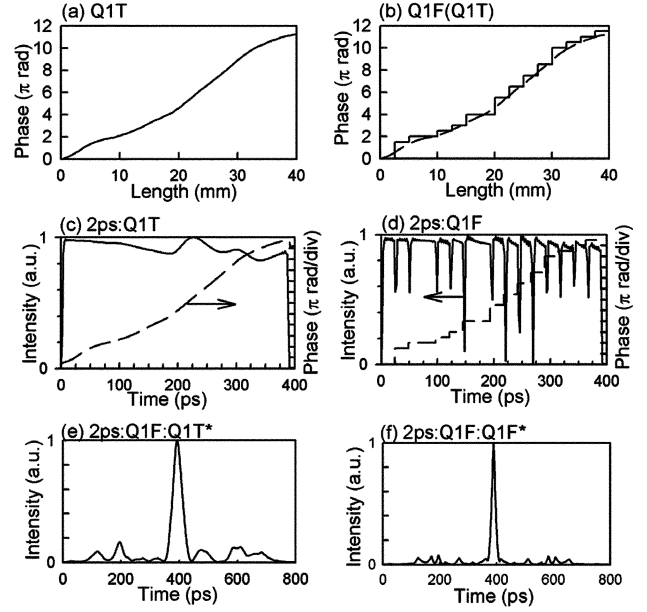 (a) Q1T
Phase (π rad)
12
10
8
6
4
2
0
0 10 20 30 40
Length (mm)
(b) Q1F(Q1T)
Phase (π rad)
12
10
8
6
4
2
0
0 10 20 30 40
Length (mm)
(c) 2ps:Q1T
Intensity (a.u.)
1
0
0 100 200 300 400
Time (ps)
Phase (π rad/div)
(d) 2ps:Q1F
Intensity (a.u.)
1
0
0 100 200 300 400
Time (ps)
Phase (π rad/div)
(e) 2ps:Q1F:Q1T*
Intensity (a.u.)
1
0
0 200 400 600 800
Time (ps)
(f) 2ps:Q1F:Q1F*
Intensity (a.u.)
1
0
0 200 400 600 800
Time (ps)